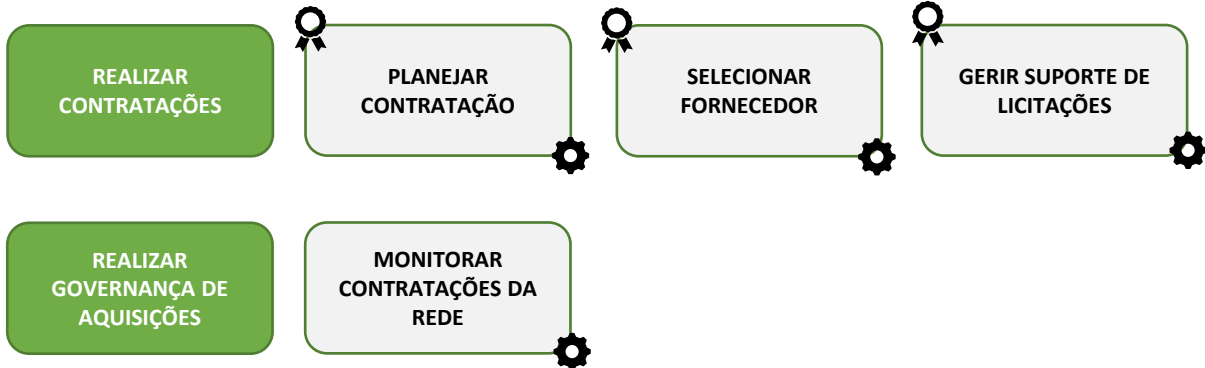 REALIZAR
CONTRATAÇÕES
PLANEJAR
CONTRATAÇÃO
SELECIONAR
FORNECEDOR
GERIR SUPORTE DE
LICITAÇÕES
REALIZAR
GOVERNANÇA DE
AQUISIÇÕES
MONITORAR
CONTRATAÇÕES DA
REDE